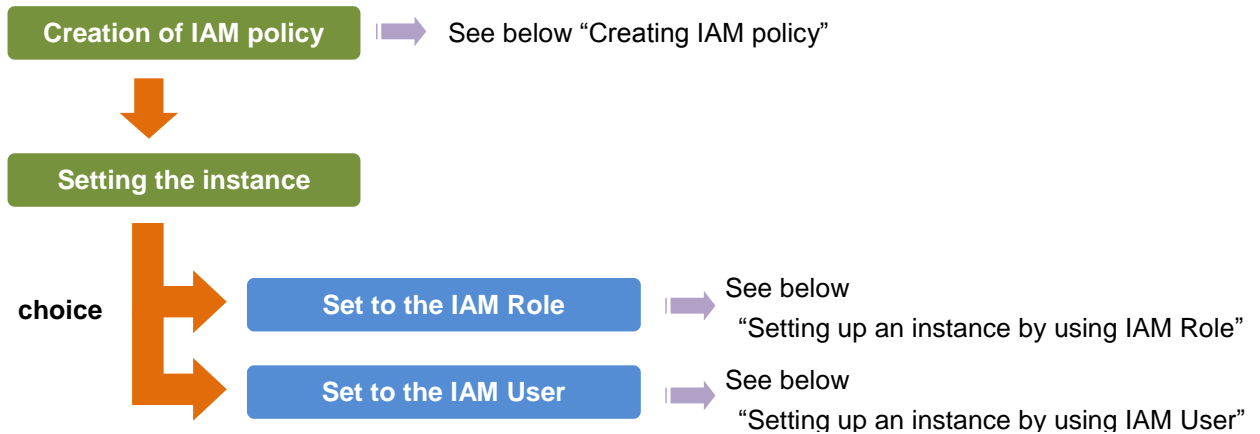 Creation of IAM policy
See below “Creating IAM policy”
Setting the instance
choice
Set to the IAM Role
See below
“Setting up an instance by using IAM Role”
Set to the IAM User
See below
“Setting up an instance by using IAM User”